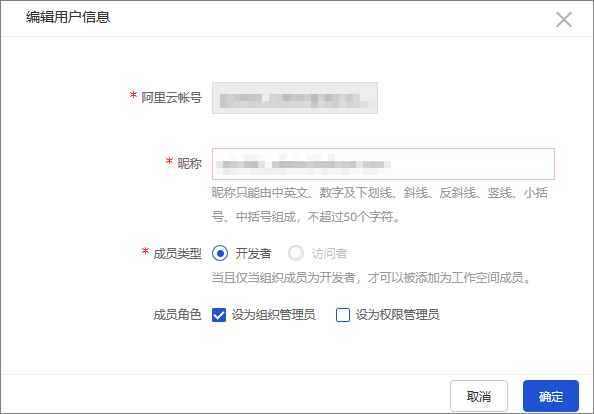 编辑用户信息
* 阿里云帐号
* 昵称
昵称只能由中英文、数字及下划线、斜线、反斜线、竖线、小括
号、中括号组成，不超过50个字符。
* 成员类型 开发者 访问者
当且仅当组织成员为开发者，才可以被添加为工作空间成员。
成员角色 设为组织管理员 设为权限管理员
取消 确定